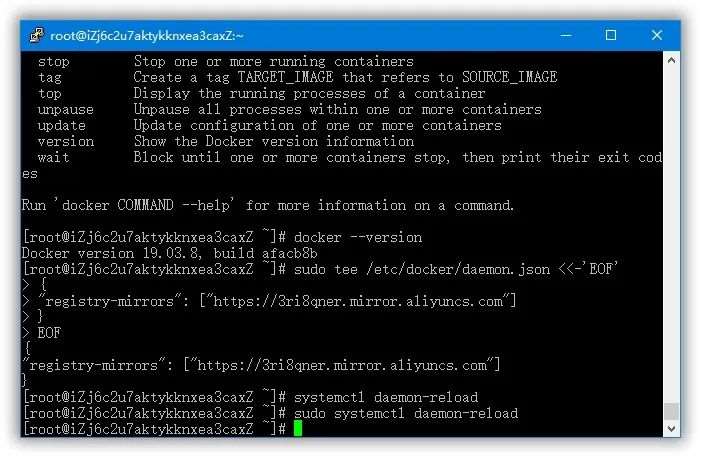 root@iZj6c2u7aktykknxea3caxZ:~
stop Stop one or more running containers
tag Create a tag TARGET_IMAGE that refers to SOURCE_IMAGE
top Display the running processes of a container
unpause Unpause all processes within one or more containers
update Update configuration of one or more containers
version Show the Docker version information
wait Block until one or more containers stop, then print their exit cod
es
Run 'docker COMMAND --help' for more information on a command.
[root@iZj6c2u7aktykknxea3caxZ ~]# docker --version
Docker version 19.03.8, build afacb8b
[root@iZj6c2u7aktykknxea3caxZ ~]# sudo tee /etc/docker/daemon.json <<-'EOF'
> {
> "registry-mirrors": ["https://3ri8qner.mirror.aliyuncs.com"]
> }
> EOF
{
"registry-mirrors": ["https://3ri8qner.mirror.aliyuncs.com"]
}
[root@iZj6c2u7aktykknxea3caxZ ~]# systemctl daemon-reload
[root@iZj6c2u7aktykknxea3caxZ ~]# sudo systemctl daemon-reload
[root@iZj6c2u7aktykknxea3caxZ ~]#